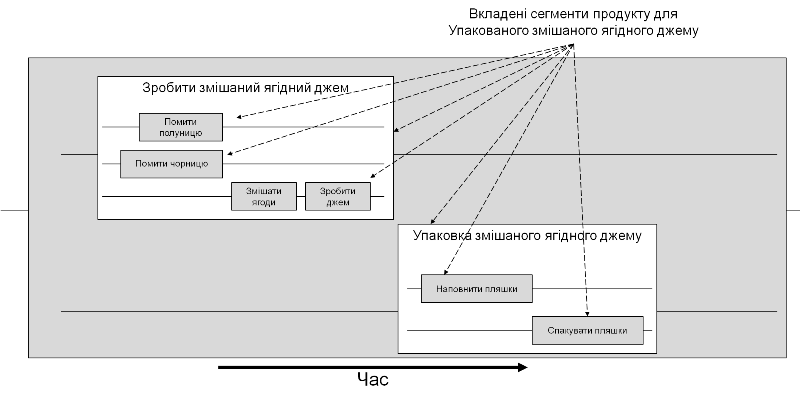 Вкладені сегменти продукту для
Упакованого змішаного ягідного джему
Зробити змішаний ягідний джем
Помити
полуницю
Помити чорницю
Змішати
ягоди
Зробити
джем
Упаковка змішаного ягідного джему
Наповнити пляшки
Спакувати пляшки
Час